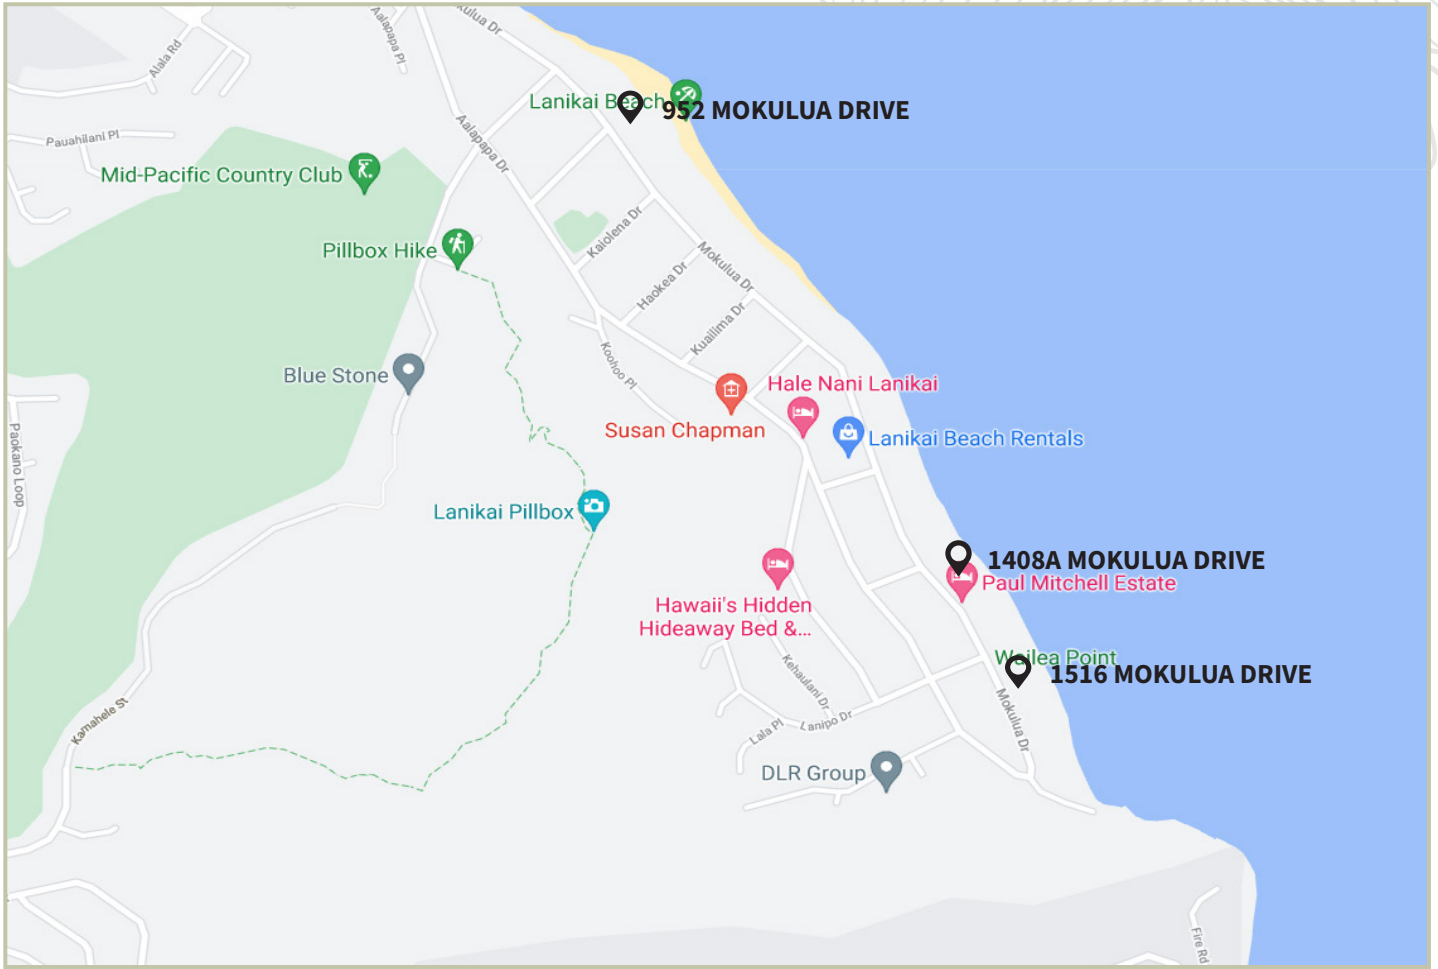 kulua Dr
Aalapapa Pl
Alala Rd
Lanikai Beach
952 MOKULUA DRIVE
Pauahilani Pl
Aalapapa Dr
Mid-Pacific Country Club
Pillbox Hike
Kaiolena Dr
Mokulua Dr
Haokea Dr
Kuailima Dr
Koohoo Pl
Blue Stone
Hale Nani Lanikai
Susan Chapman
Lanikai Beach Rentals
Paokano Loop
Lanikai Pillbox
1408A MOKULUA DRIVE
Paul Mitchell Estate
Hawaii's Hidden
Hideaway Bed &...
Wailea Point
1516 MOKULUA DRIVE
Kehaulani Dr
Mokulua Dr
Kamahele St
Lala Pl
Lanipo Dr
DLR Group
Fire Rd